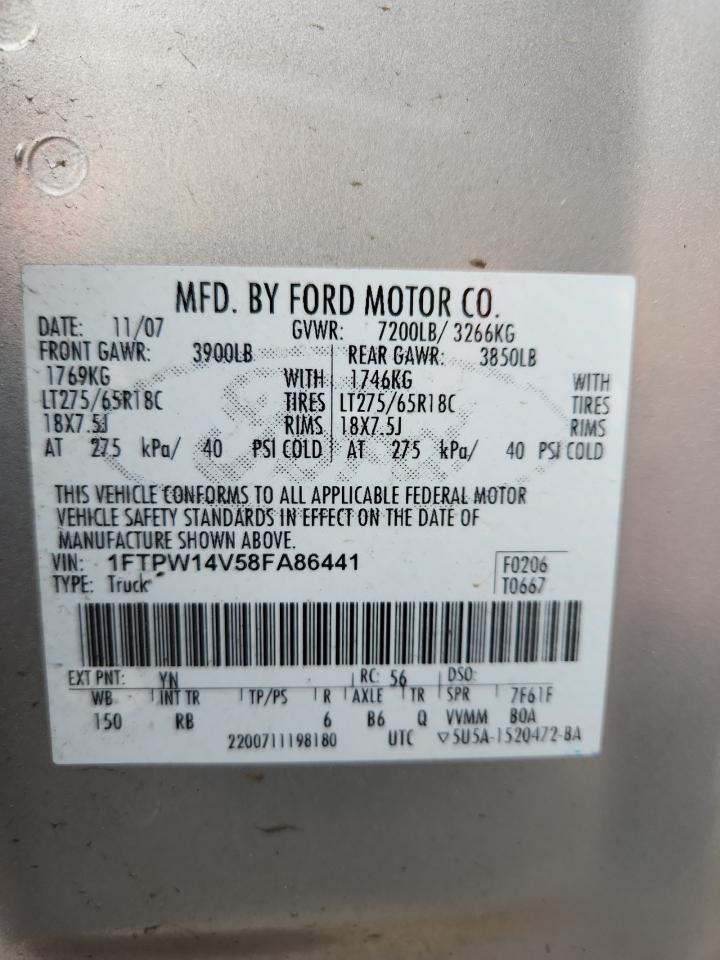 MFD. BY FORD MOTOR CO.
DATE: 11/07 GVWR: 7200LB/ 3266KG
FRONT GAWR: 3900LB REAR GAWR: 3850LB
1769KG WITH 1746KG WITH
LT275/65R18C TIRES LT275/65R18C TIRES
18X7.5J RIMS 18X7.5J RIMS
AT 275 kPa/ 40 PSI COLD AT 275 kPa/ 40 PSI COLD
THIS VEHICLE CONFORMS TO ALL APPLICABLE FEDERAL MOTOR
VEHICLE SAFETY STANDARDS IN EFFECT ON THE DATE OF
MANUFACTURE SHOWN ABOVE.
VIN: 1FTPW14V58FA86441 F0206
TYPE: Truck T0667
EXT PNT: YN RC: 56 DSO:
WB INT TR TP/PS R AXLE TR SPR 7F61F
150 RB 6 B6 Q VVMM BOA
2200711198180 UTC ▽5U5A-1520472-BA